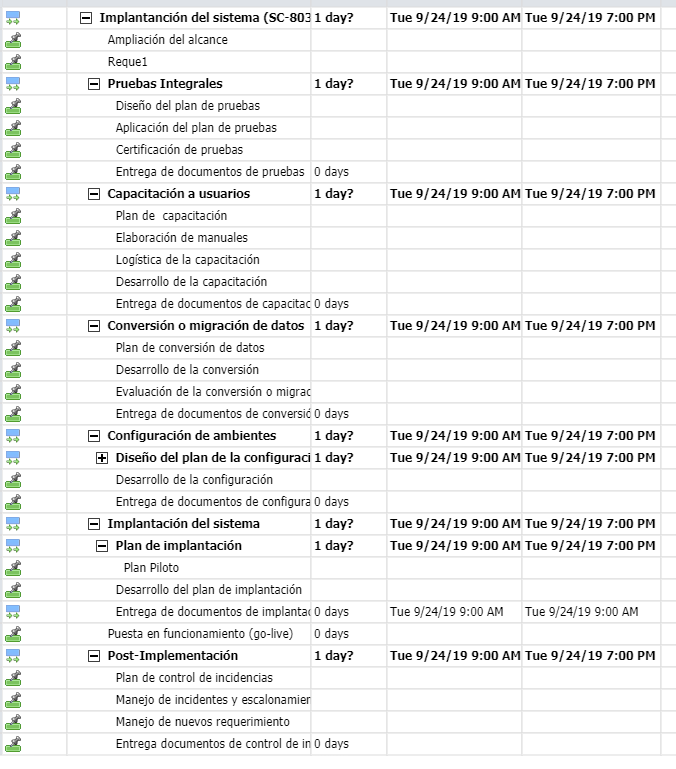 Implantanción del sistema (SC-803 1 day? Tue 9/24/19 9:00 AM Tue 9/24/19 7:00 PM
Ampliación del alcance
Reque1
Pruebas Integrales 1 day? Tue 9/24/19 9:00 AM Tue 9/24/19 7:00 PM
Diseño del plan de pruebas
Aplicación del plan de pruebas
Certificación de pruebas
Entrega de documentos de pruebas 0 days
Capacitación a usuarios 1 day? Tue 9/24/19 9:00 AM Tue 9/24/19 7:00 PM
Plan de capacitación
Elaboración de manuales
Logística de la capacitación
Desarrollo de la capacitación
Entrega de documentos de capacitac 0 days
Conversión o migración de datos 1 day? Tue 9/24/19 9:00 AM Tue 9/24/19 7:00 PM
Plan de conversión de datos
Desarrollo de la conversión
Evaluación de la conversión o migrac
Entrega de documentos de conversió 0 days
Configuración de ambientes 1 day? Tue 9/24/19 9:00 AM Tue 9/24/19 7:00 PM
Diseño del plan de la configuraci 1 day? Tue 9/24/19 9:00 AM Tue 9/24/19 7:00 PM
Desarrollo de la configuración
Entrega de documentos de configura 0 days
Implantación del sistema 1 day? Tue 9/24/19 9:00 AM Tue 9/24/19 7:00 PM
Plan de implantación 1 day? Tue 9/24/19 9:00 AM Tue 9/24/19 7:00 PM
Plan Piloto
Desarrollo del plan de implantación
Entrega de documentos de implantac 0 days Tue 9/24/19 9:00 AM Tue 9/24/19 9:00 AM
Puesta en funcionamiento (go-live) 0 days
Post-Implementación 1 day? Tue 9/24/19 9:00 AM Tue 9/24/19 7:00 PM
Plan de control de incidencias
Manejo de incidentes y escalonamier
Manejo de nuevos requerimiento
Entrega documentos de control de in 0 days